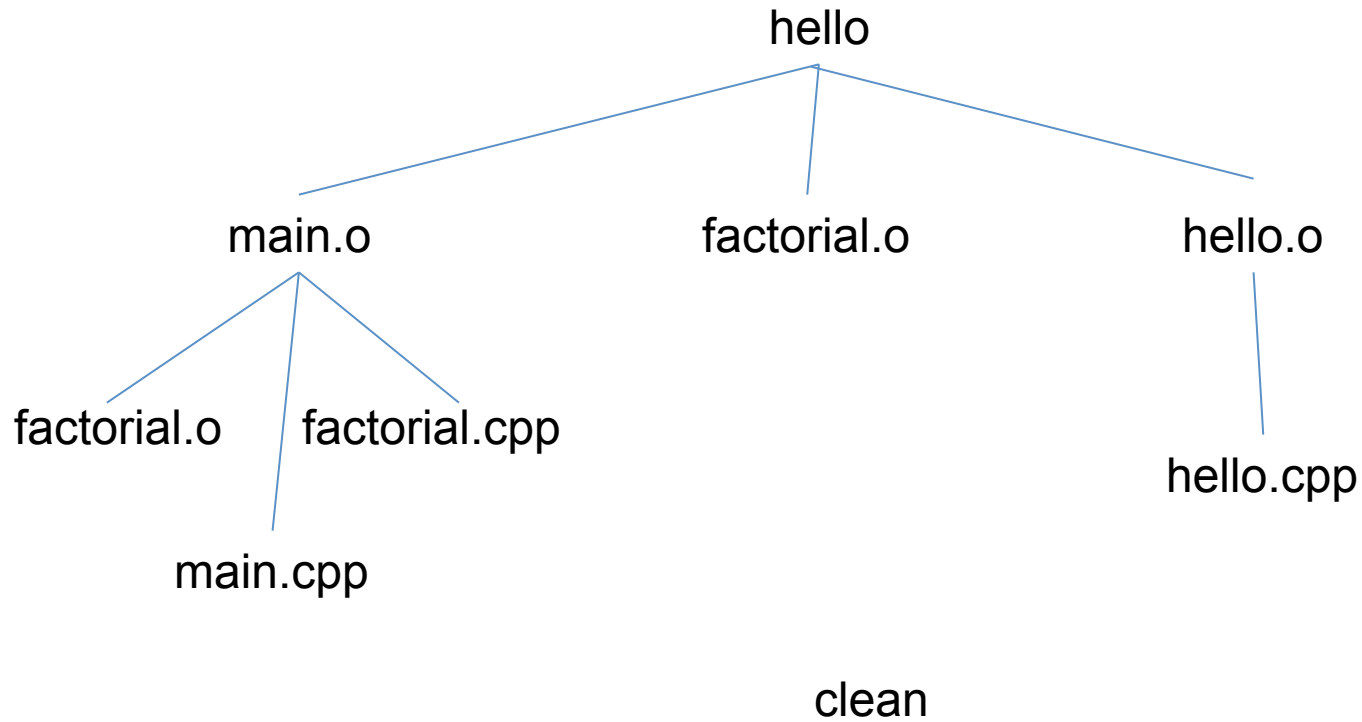 hello
main.o
factorial.o
hello.o
factorial.o
factorial.cpp
hello.cpp
main.cpp
clean